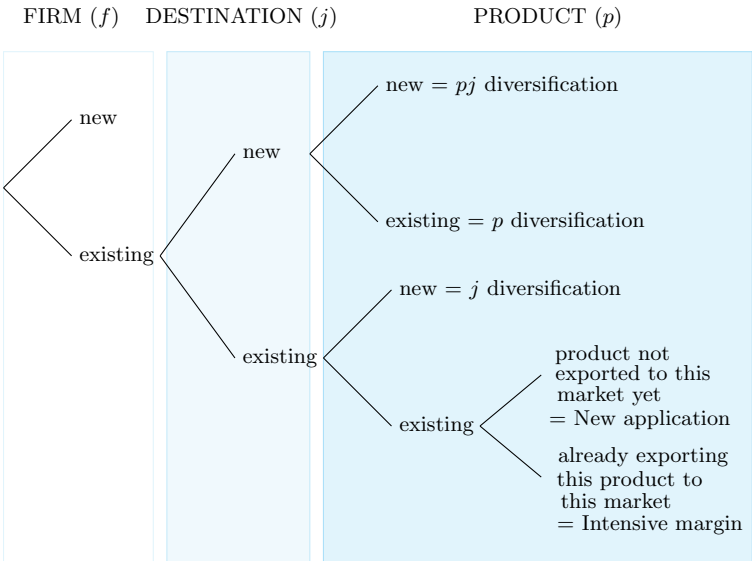 FIRM (f) DESTINATION (j) PRODUCT (p)
new = pj diversification
new
new
existing = p diversification
existing
new = j diversification
existing
product not
exported to this
market yet
= New application
existing
already exporting
this product to
this market
= Intensive margin